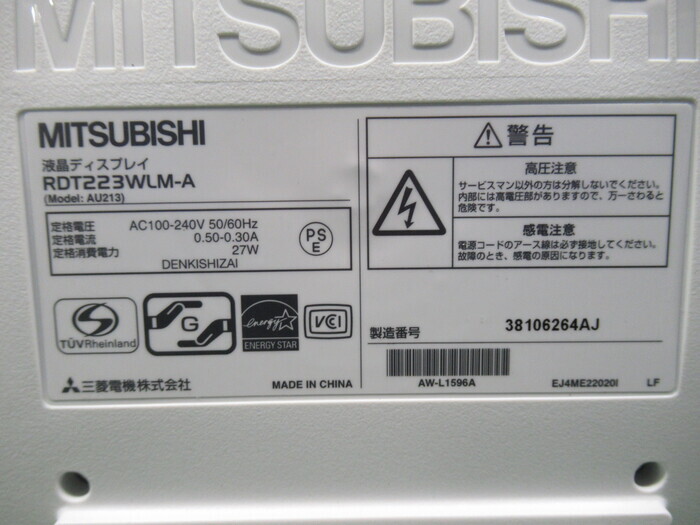 MITSUBISHI
MITSUBISHI
液晶ディスプレイ
RDT223WLM-A
(Model: AU213)
定格電圧 AC100-240V 50/60Hz
定格電流 0.50-0.30A
定格消費電力 27W
DENKISHIZAI
PS
E
S
TÜVRheinland
G
energy
ENERGY STAR
VCCI
三菱電機株式会社
MADE IN CHINA
警告
高圧注意
サービスマン以外の方は分解しないでください。
内部には高電圧部がありますので、万一さわると
危険です。
感電注意
電源コードのアース線は必ず接地してください。
故障のとき、感電の原因になります。
製造番号 38106264AJ
AW-L1596A EJ4ME22020I LF